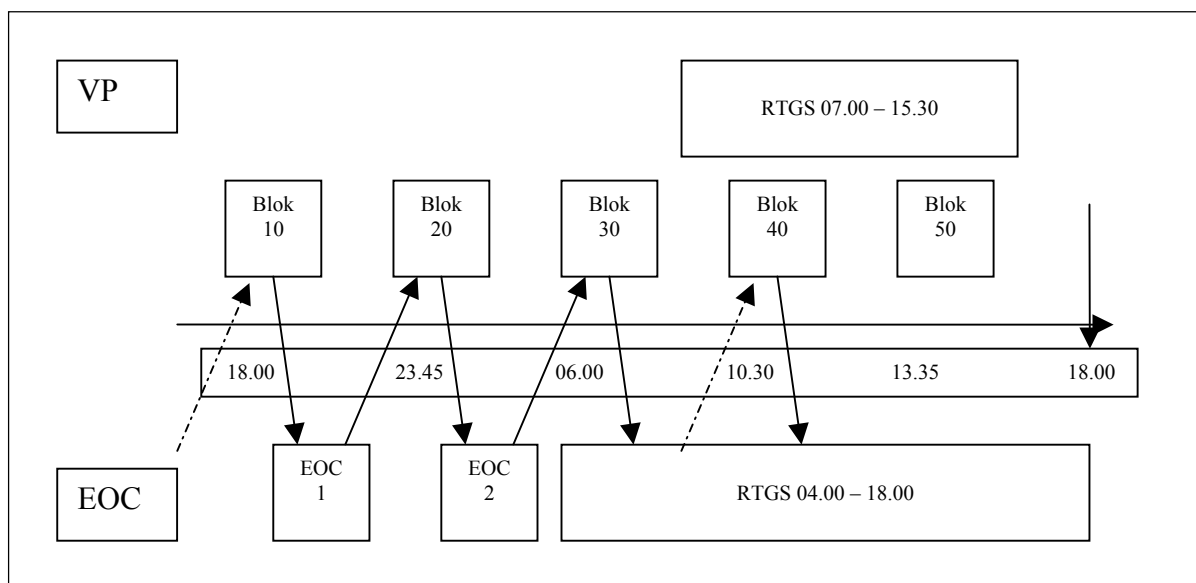 VP
RTGS 07.00 – 15.30
Blok
10
Blok
20
Blok
30
Blok
40
Blok
50
18.00
23.45
06.00
10.30
13.35
18.00
EOC
EOC
1
EOC
2
RTGS 04.00 – 18.00